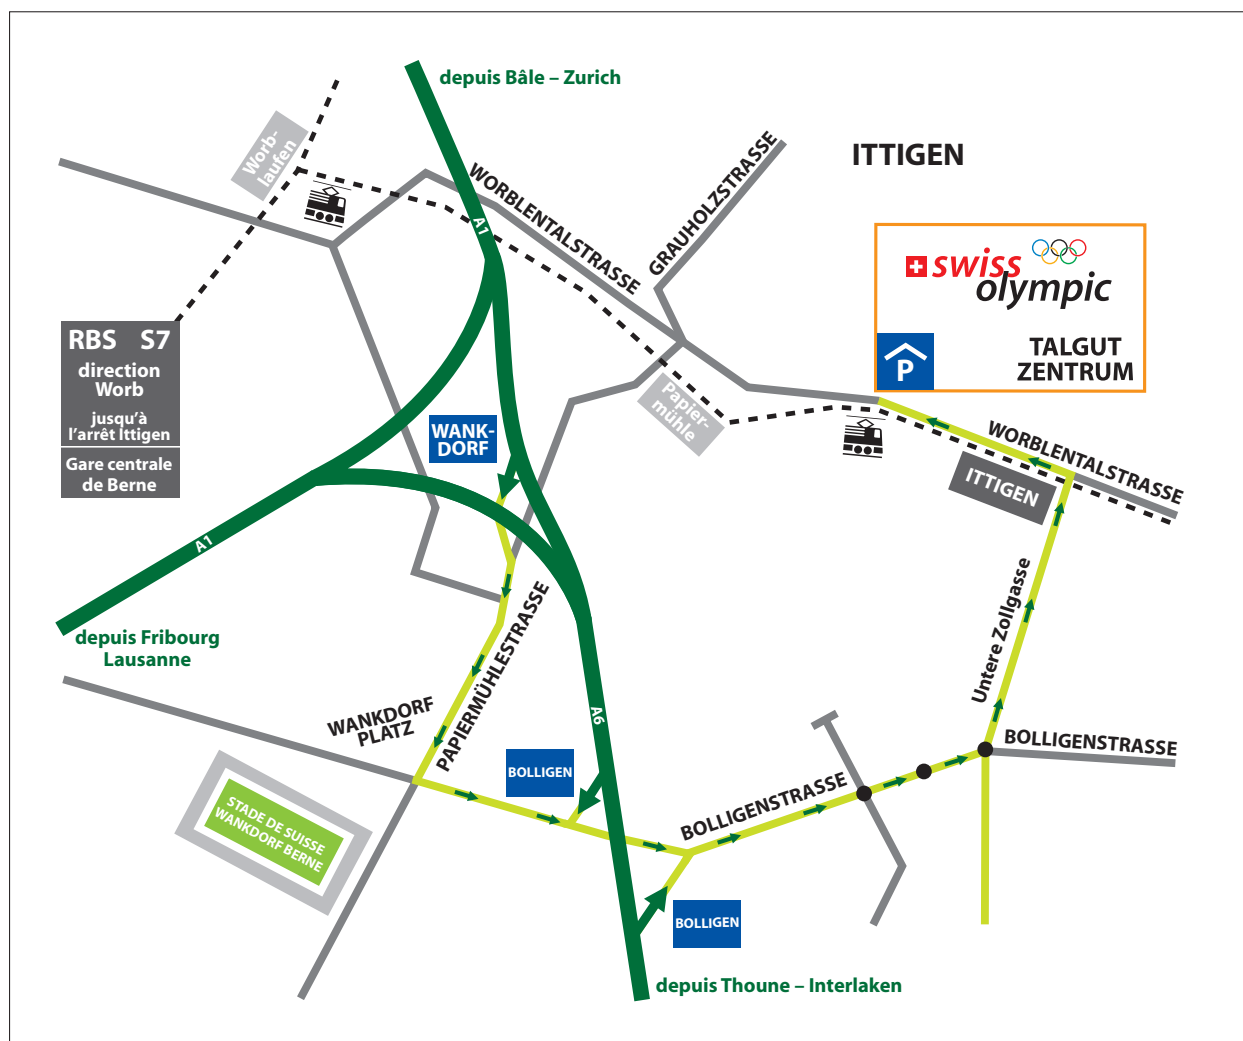 depuis Bâle – Zurich
Worb-
laufen
WORBLENTALSTRASSE
GRAUHOLZSTRASSE
ITTIGEN
A1
swiss
olympic
TALGUT
ZENTRUM
P
RBS S7
direction
Worb
jusqu'à
l'arrêt Ittigen
Gare centrale
de Berne
Papier-
mühle
WANK-
DORF
WORBLENTALSTRASSE
ITTIGEN
A1
depuis Fribourg
Lausanne
PAPIERMÜHLESTRASSE
Untere Zollgasse
WANKDORF
PLATZ
A6
BOLLIGEN
BOLLIGENSTRASSE
BOLLIGENSTRASSE
STADE DE SUISSE
WANKDORF BERNE
BOLLIGEN
depuis Thoune – Interlaken